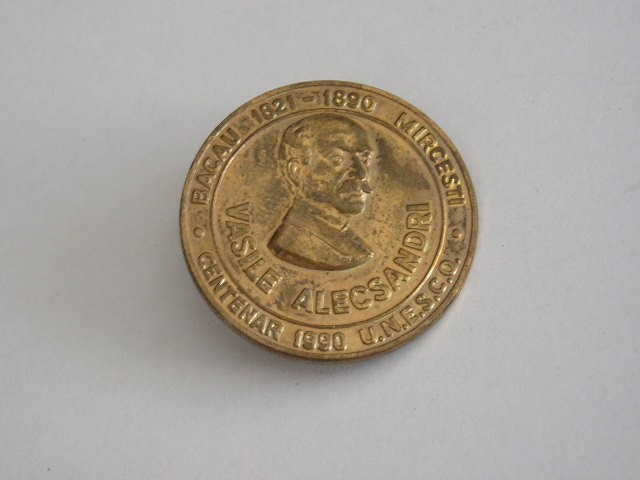 BACAU 1821-1890 MIRCESTI
VASILE ALECSANDRI
CENTENAR 1990 U.N.E.S.C.O.